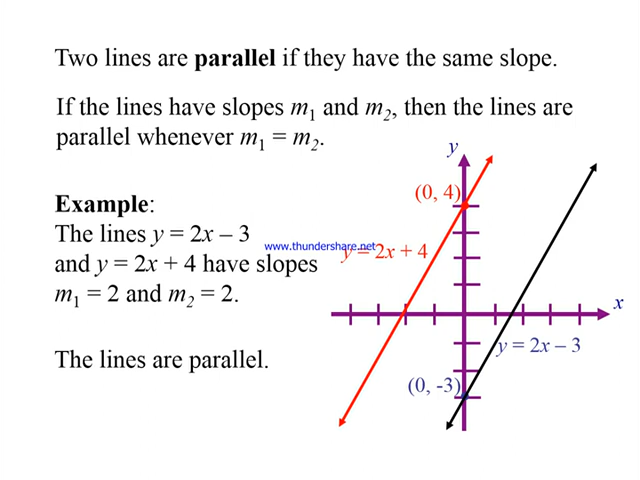 Two lines are parallel if they have the same slope.
If the lines have slopes m1 and m2, then the lines are
parallel whenever m1 = m2.
y
(0, 4)
Example:
The lines y = 2x – 3
www.thundershare.net
y = 2x + 4
and y = 2x + 4 have slopes
m1 = 2 and m2 = 2.
x
y = 2x – 3
The lines are parallel.
(0, -3)